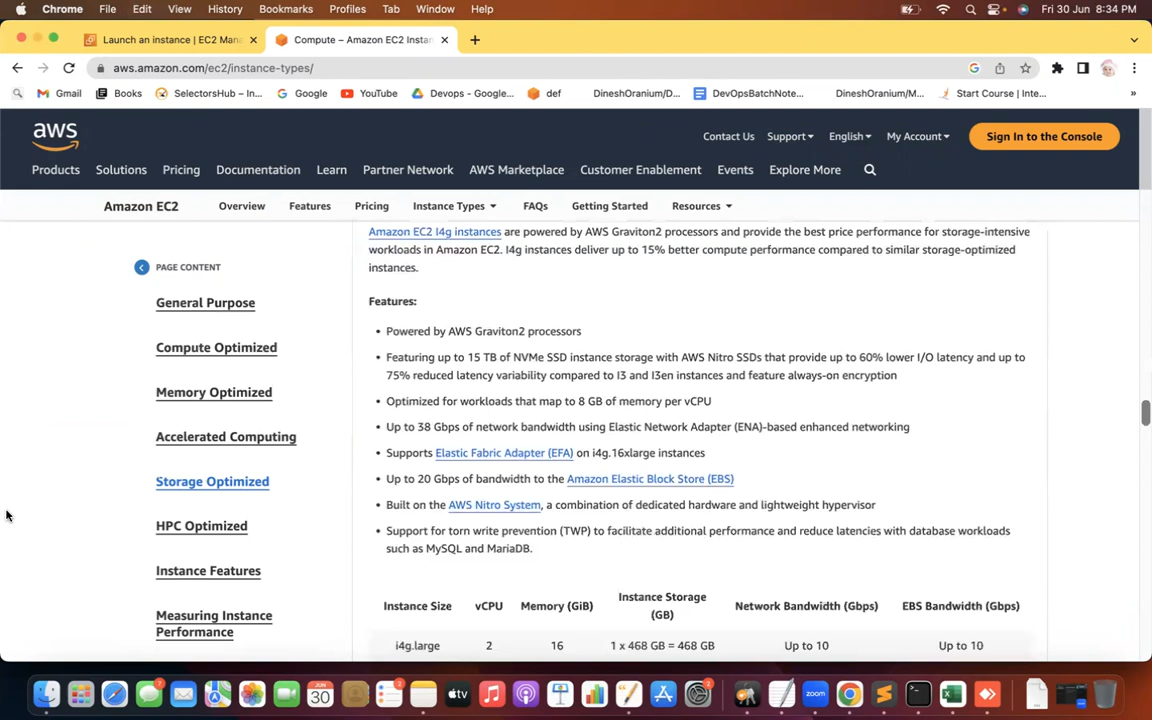 Chrome File Edit View History Bookmarks Profiles Tab Window Help Fri 30 Jun 8:34 PM
Launch an instance | EC2 Mana Compute – Amazon EC2 Instan
aws.amazon.com/ec2/instance-types/
Gmail Books SelectorsHub – In... Google YouTube Devops - Google... def DineshOranium/D... DevOpsBatchNote... DineshOranium/M... Start Course | Inte...
aws
Contact Us Support English My Account Sign In to the Console
Products Solutions Pricing Documentation Learn Partner Network AWS Marketplace Customer Enablement Events Explore More
Amazon EC2 Overview Features Pricing Instance Types FAQs Getting Started Resources
PAGE CONTENT
General Purpose
Compute Optimized
Memory Optimized
Accelerated Computing
Storage Optimized
HPC Optimized
Instance Features
Measuring Instance
Performance
Amazon EC2 I4g instances are powered by AWS Graviton2 processors and provide the best price performance for storage-intensive
workloads in Amazon EC2. I4g instances deliver up to 15% better compute performance compared to similar storage-optimized
instances.
Features:
• Powered by AWS Graviton2 processors
• Featuring up to 15 TB of NVMe SSD instance storage with AWS Nitro SSDs that provide up to 60% lower I/O latency and up to
75% reduced latency variability compared to I3 and I3en instances and feature always-on encryption
• Optimized for workloads that map to 8 GB of memory per vCPU
• Up to 38 Gbps of network bandwidth using Elastic Network Adapter (ENA)-based enhanced networking
• Supports Elastic Fabric Adapter (EFA) on i4g.16xlarge instances
• Up to 20 Gbps of bandwidth to the Amazon Elastic Block Store (EBS)
• Built on the AWS Nitro System, a combination of dedicated hardware and lightweight hypervisor
• Support for torn write prevention (TWP) to facilitate additional performance and reduce latencies with database workloads
such as MySQL and MariaDB.
Instance Size vCPU Memory (GiB) Instance Storage (GB) Network Bandwidth (Gbps) EBS Bandwidth (Gbps)
i4g.large 2 16 1 x 468 GB = 468 GB Up to 10 Up to 10
7 JUN 30 2 tv zoom 2